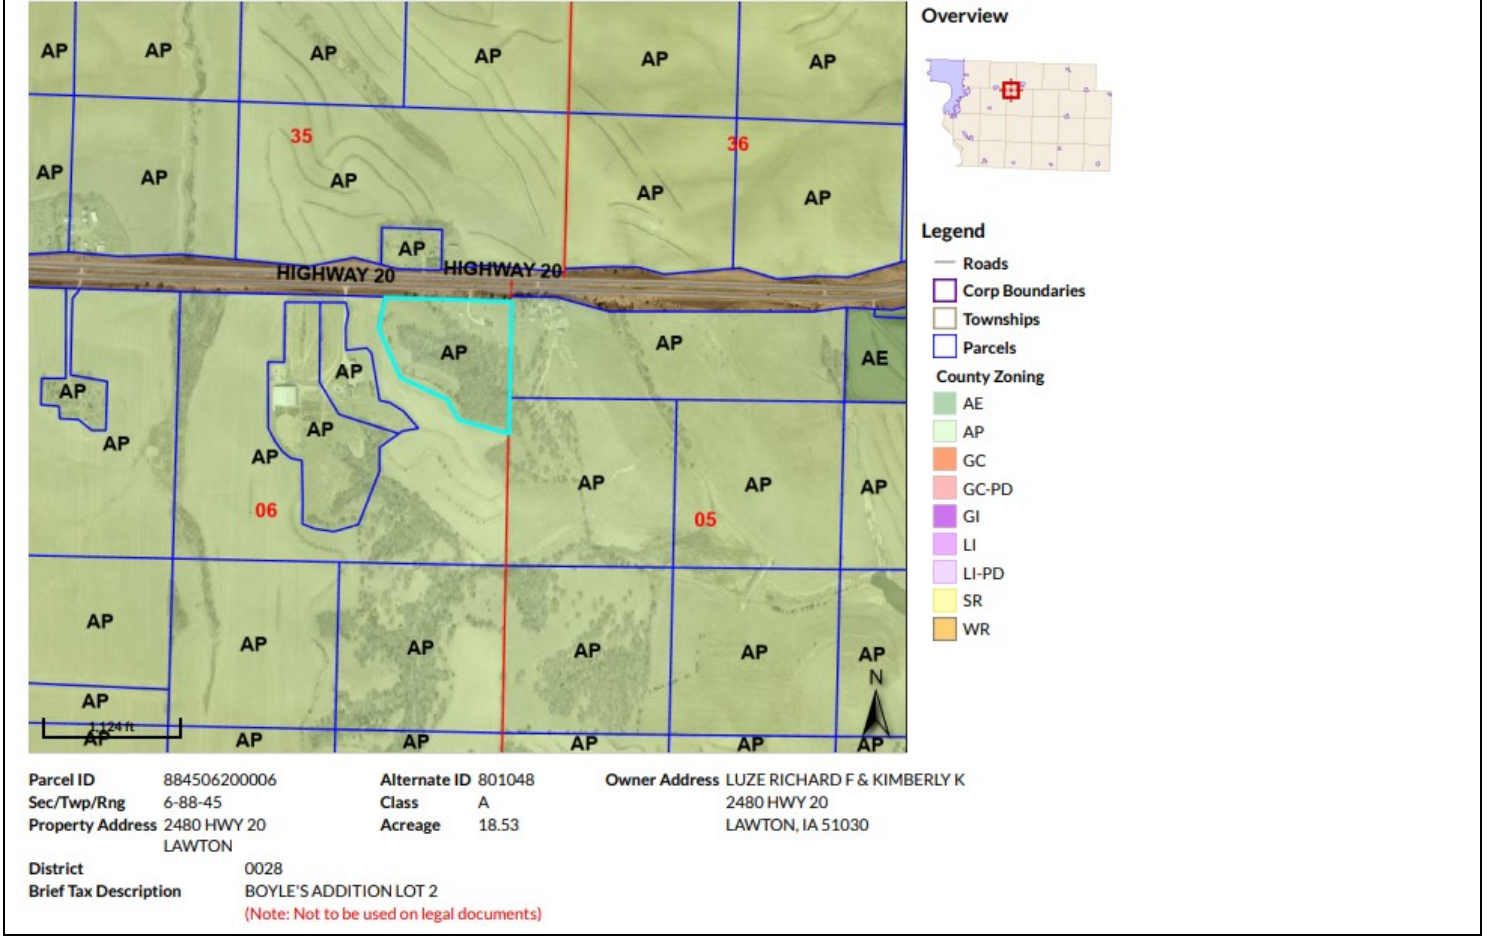 AP AP AP AP AP AP
35 36
AP AP AP AP AP
AP
HIGHWAY 20 HIGHWAY 20
AP AP AP AE
AP AP
AP AP AP
AP AP AP
06 05
AP AP AP AP AP AP
N
AP
1,124 ft
AP AP AP AP AP AP
Overview
Legend
Roads
Corp Boundaries
Townships
Parcels
County Zoning
AE
AP
GC
GC-PD
GI
LI
LI-PD
SR
WR
Parcel ID 884506200006 Alternate ID 801048 Owner Address LUZE RICHARD F & KIMBERLY K
Sec/Twp/Rng 6-88-45 Class A 2480 HWY 20
Property Address 2480 HWY 20 Acreage 18.53 LAWTON, IA 51030
LAWTON
District 0028
Brief Tax Description BOYLE'S ADDITION LOT 2
(Note: Not to be used on legal documents)